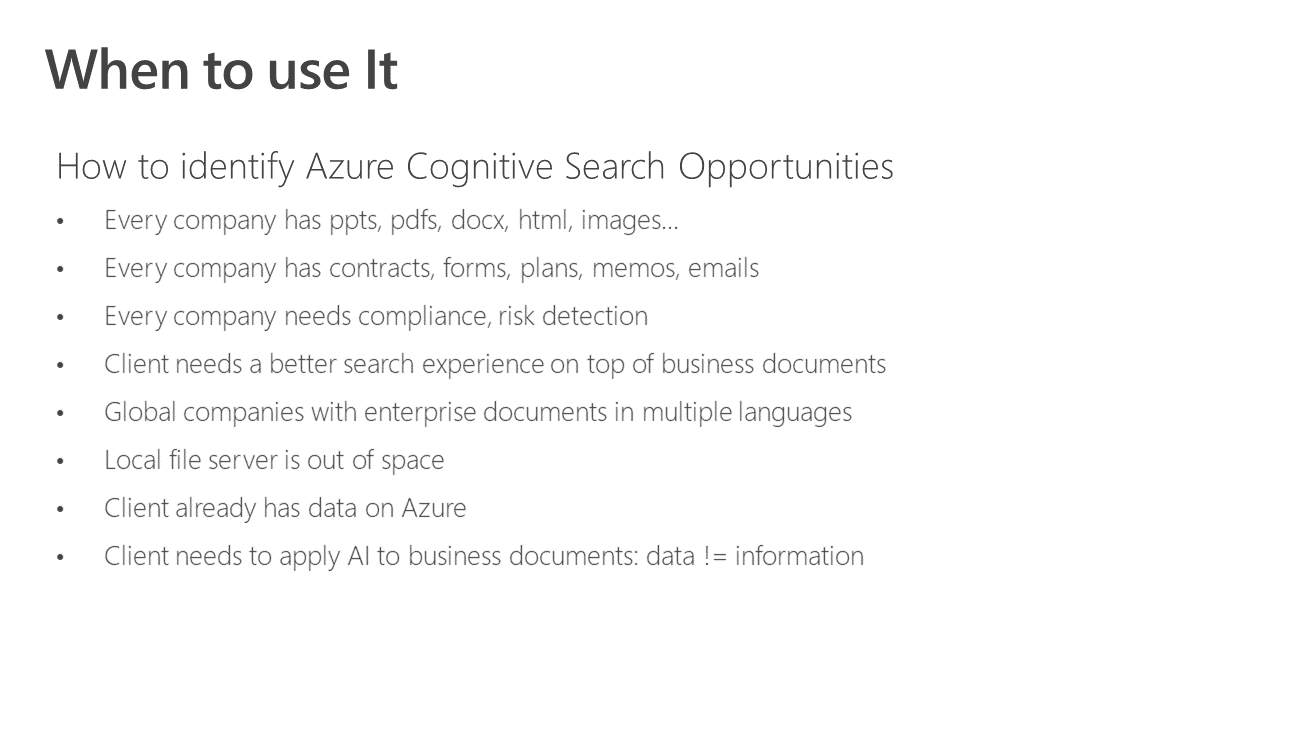 When to use It
How to identify Azure Cognitive Search Opportunities
• Every company has ppts, pdfs, docx, html, images...
• Every company has contracts, forms, plans, memos, emails
• Every company needs compliance, risk detection
• Client needs a better search experience on top of business documents
• Global companies with enterprise documents in multiple languages
• Local file server is out of space
• Client already has data on Azure
• Client needs to apply AI to business documents: data != information